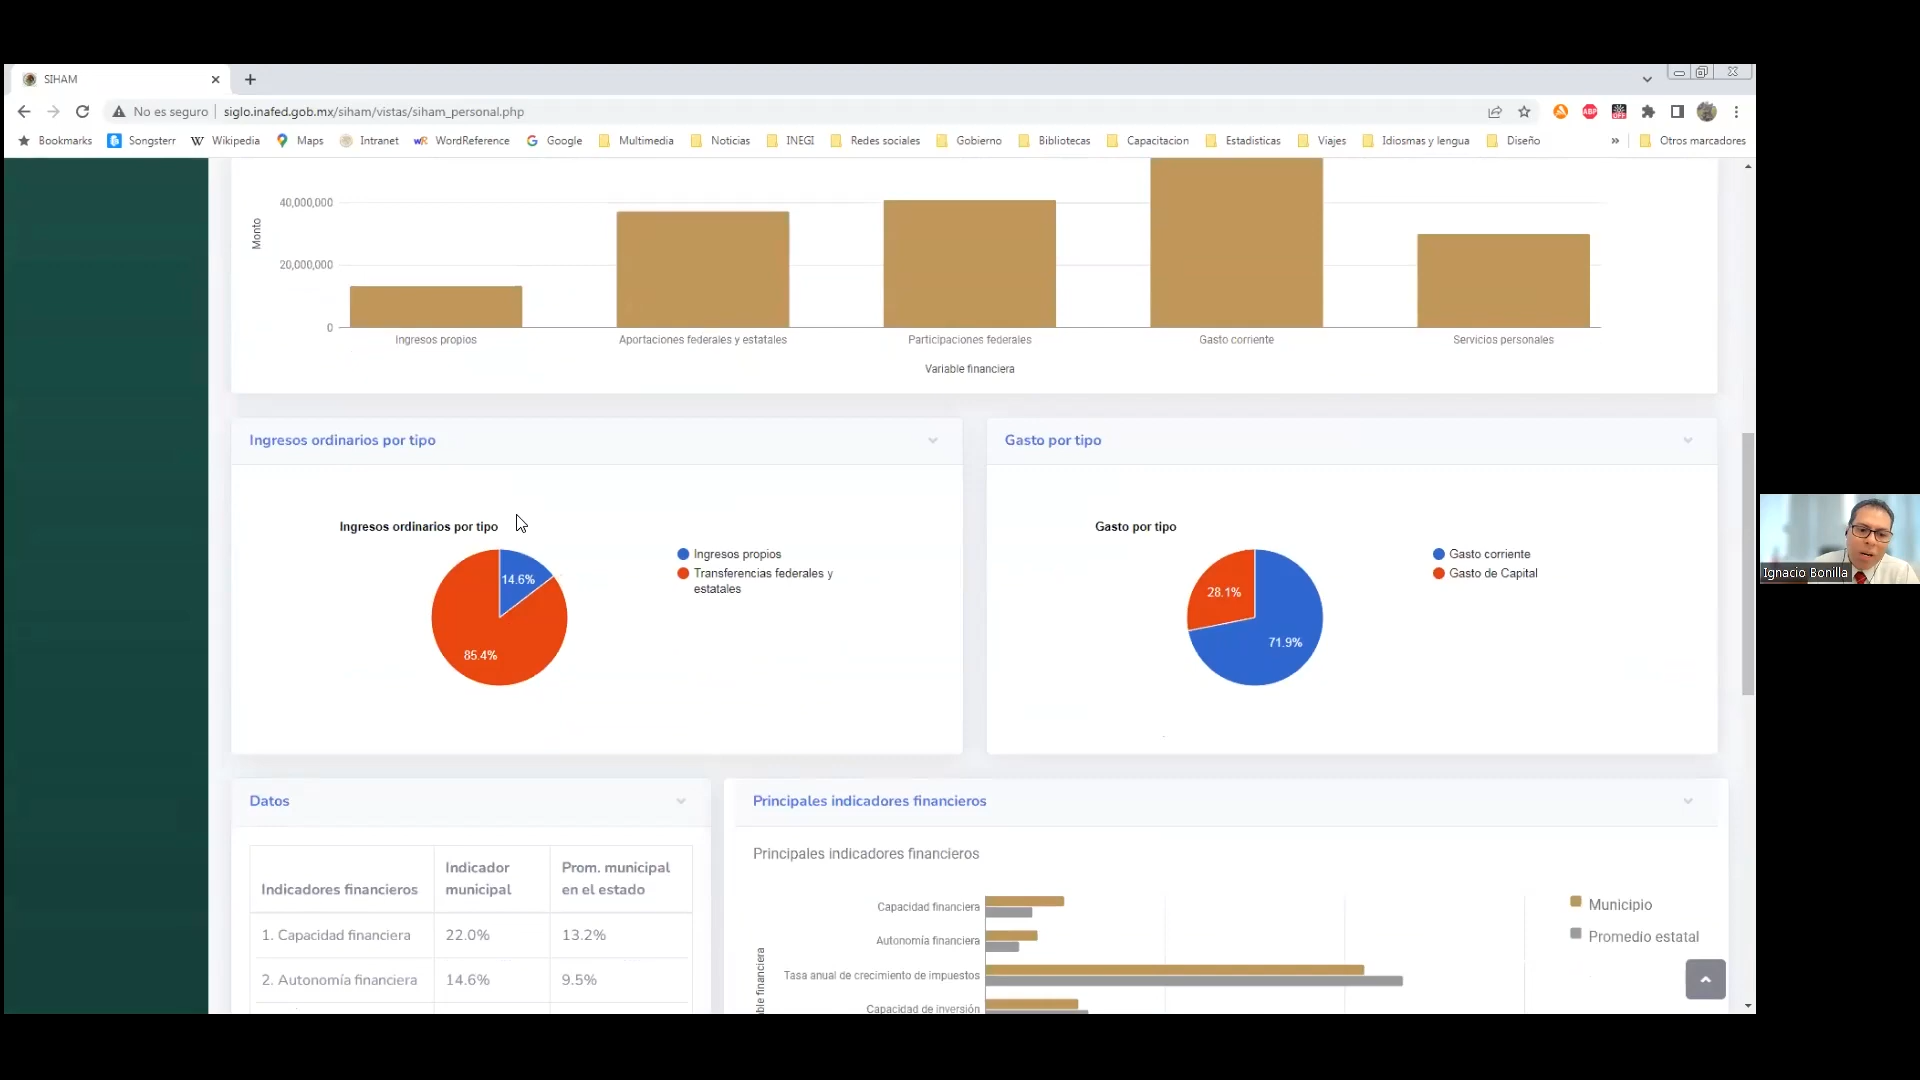 SIHAM
No es seguro
siglo.inafed.gob.mx/siham/vistas/siham_personal.php
Bookmarks
Songsterr
Wikipedia
Maps
Intranet
WordReference
Google
Multimedia
Noticias
INEGI
Redes sociales
Gobierno
Bibliotecas
Capacitacion
Estadisticas
Viajes
Idiosmas y lengua
Diseño
»
Otros marcadores
Monto
40,000,000
20,000,000
0
Ingresos propios
Aportaciones federales y estatales
Participaciones federales
Gasto corriente
Servicios personales
Variable financiera
Ingresos ordinarios por tipo
Ingresos ordinarios por tipo
14.6%
85.4%
Ingresos propios
Transferencias federales y
estatales
Gasto por tipo
Gasto por tipo
28.1%
71.9%
Gasto corriente
Gasto de Capital
Ignacio Bonilla
Datos
Indicadores financieros
Indicador
municipal
Prom. municipal
en el estado
1. Capacidad financiera
22.0%
13.2%
2. Autonomía financiera
14.6%
9.5%
Principales indicadores financieros
Principales indicadores financieros
Capacidad financiera
Autonomía financiera
Tasa anual de crecimiento de impuestos
Capacidad de inversión
financiera
Municipio
Promedio estatal